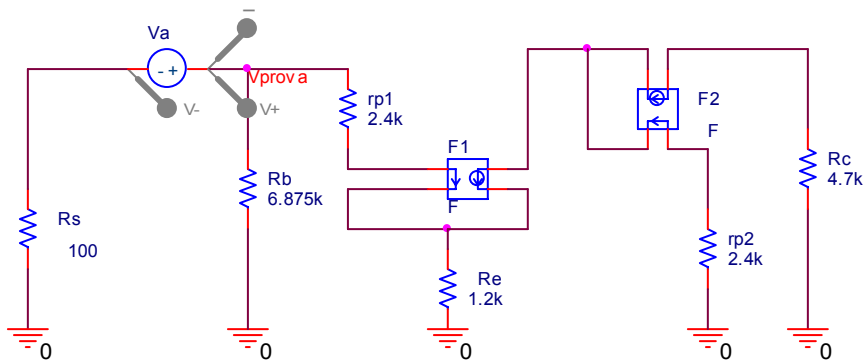 Va
- +
Vprova
V-
V+
–
rp1
2.4k
F1
F
F2
F
Rb
6.875k
Rc
4.7k
Rs
100
rp2
2.4k
Re
1.2k
0
0
0
0
0